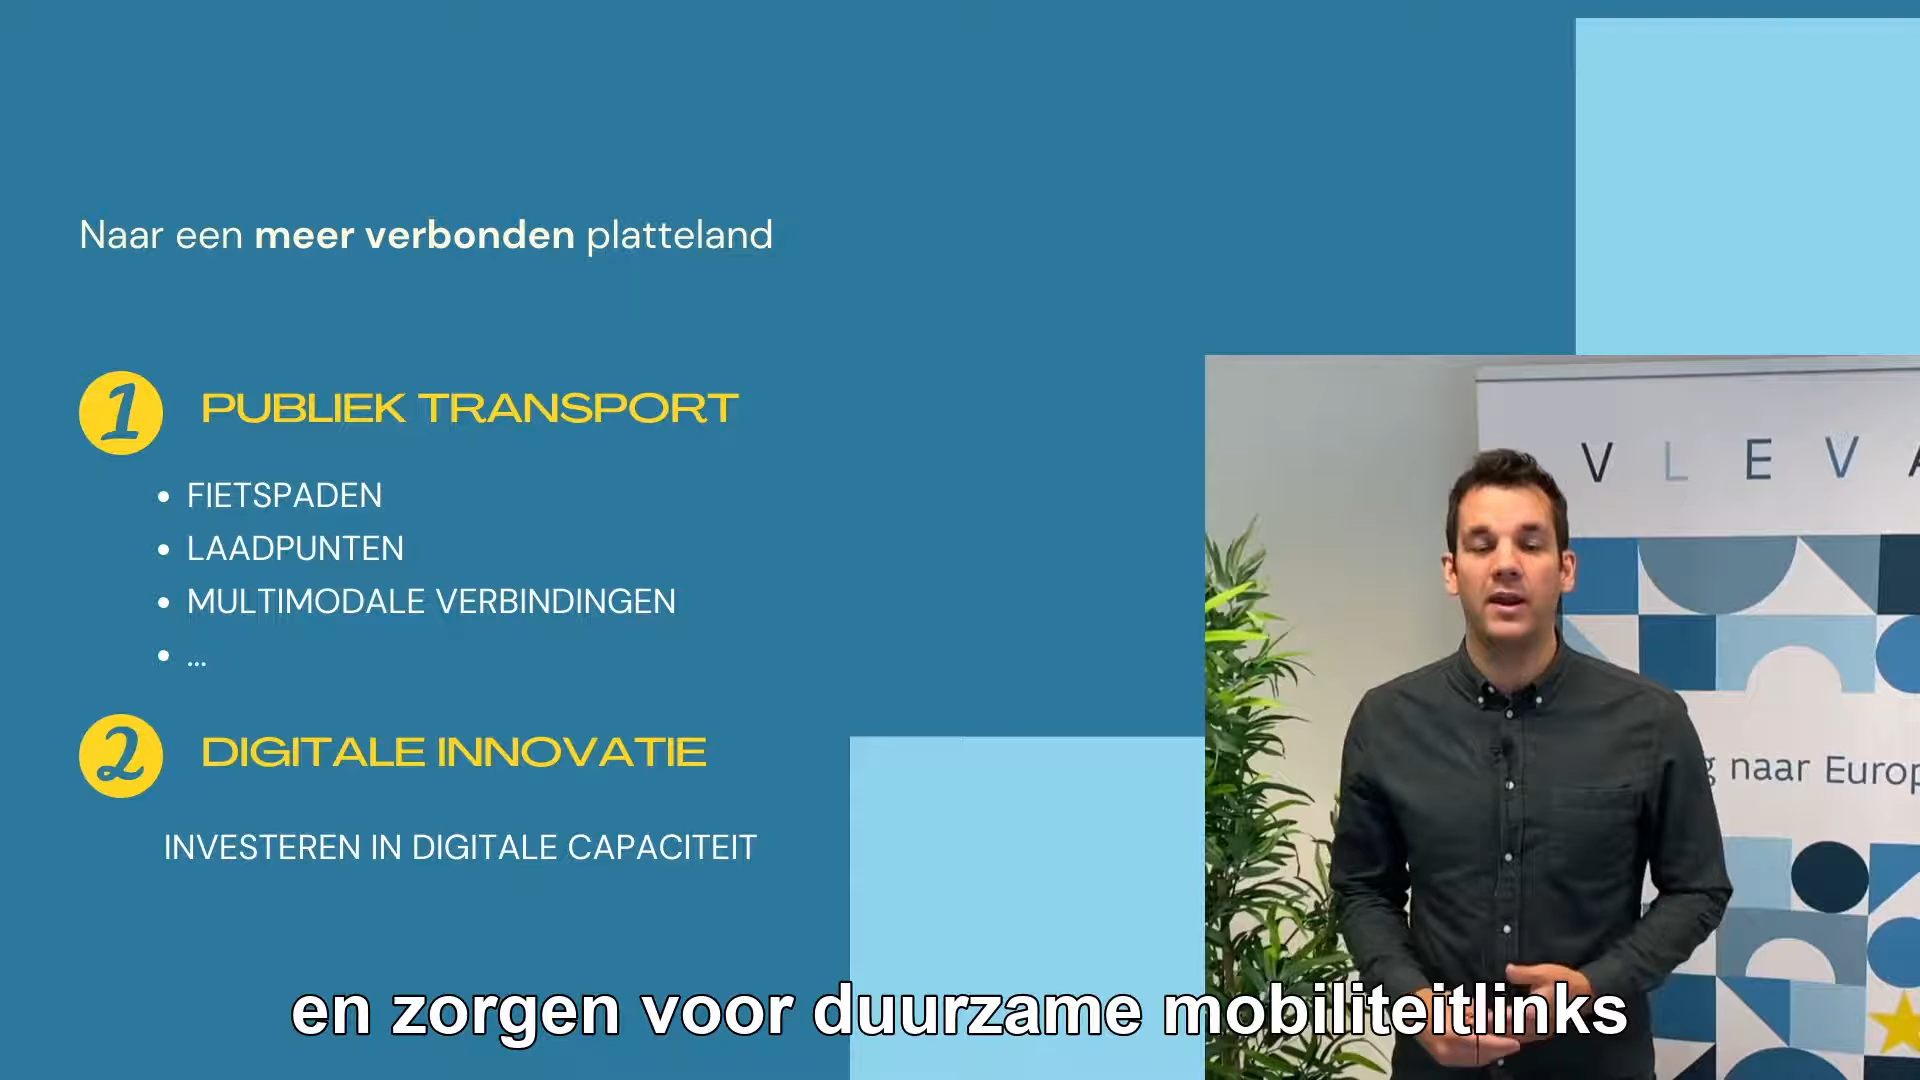 Naar een meer verbonden platteland
1 PUBLIEK TRANSPORT
• FIETSPADEN
• LAADPUNTEN
• MULTIMODALE VERBINDINGEN
• ...
2 DIGITALE INNOVATIE
INVESTEREN IN DIGITALE CAPACITEIT
VLEVA
naar Europ
en zorgen voor duurzame mobiliteitlinks